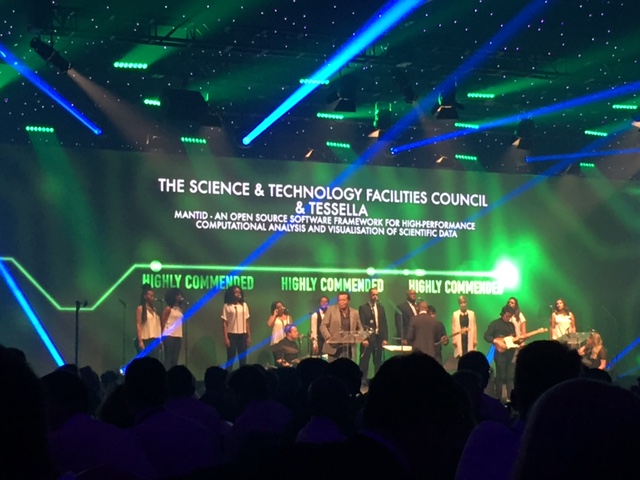 THE SCIENCE & TECHNOLOGY FACILITIES COUNCIL
& TESSELLA
MANTID - AN OPEN SOURCE SOFTWARE FRAMEWORK FOR HIGH-PERFORMANCE
COMPUTATIONAL ANALYSIS AND VISUALISATION OF SCIENTIFIC DATA
HIGHLY COMMENDED HIGHLY COMMENDED HIGHLY COMMENDED